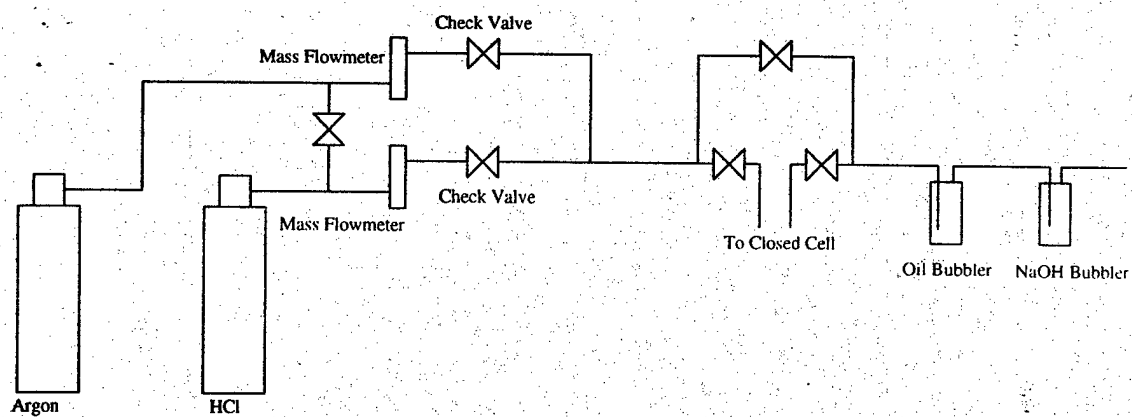 Check Valve
Mass Flowmeter
Check Valve
Mass Flowmeter
To Closed Cell
Oil Bubbler
NaOH Bubbler
Argon
HCl